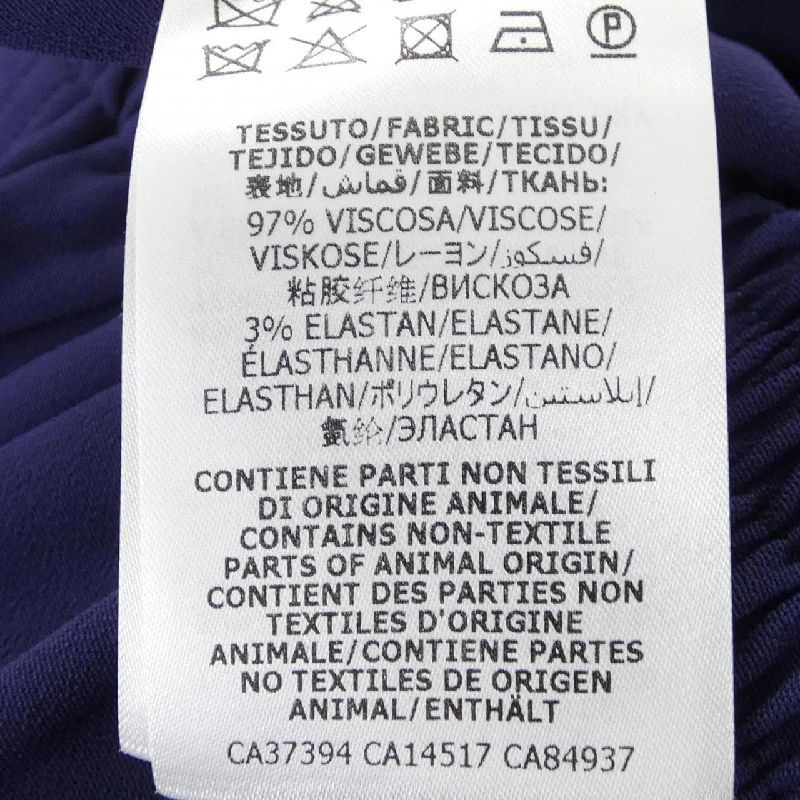 P
TESSUTO/FABRIC/TISSU/
TEJIDO/GEWEBE/TECIDO/
表地/قماش/面料/ТКАНЬ:
97% VISCOSA/VISCOSE/
VISKOSE/レーヨン/فسكوز/
粘胶纤维/ВИСКОЗА
3% ELASTAN/ELASTANE/
ÉLASTHANNE/ELASTANO/
ELASTHAN/ポリウレタン/إيلاستين/
氨纶/ЭЛАСТАН
CONTIENE PARTI NON TESSILI
DI ORIGINE ANIMALE/
CONTAINS NON-TEXTILE
PARTS OF ANIMAL ORIGIN/
CONTIENT DES PARTIES NON
TEXTILES D'ORIGINE
ANIMALE/CONTIENE PARTES
NO TEXTILES DE ORIGEN
ANIMAL/ENTHÄLT
CA37394 CA14517 CA84937